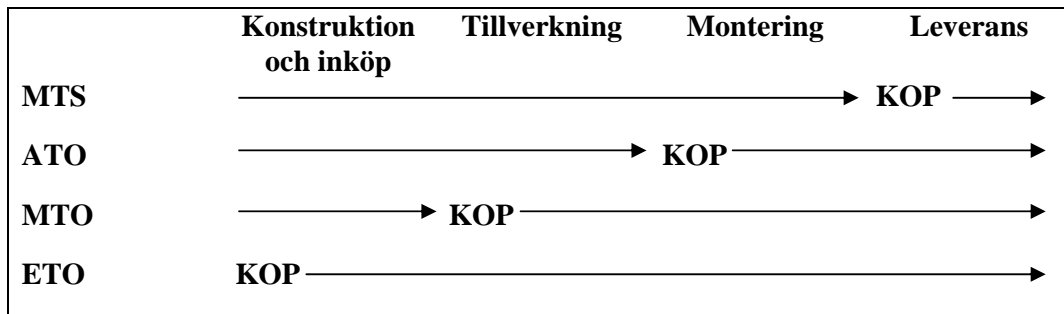 Konstruktion Tillverkning Montering Leverans
och inköp
MTS KOP
ATO KOP
MTO KOP
ETO KOP